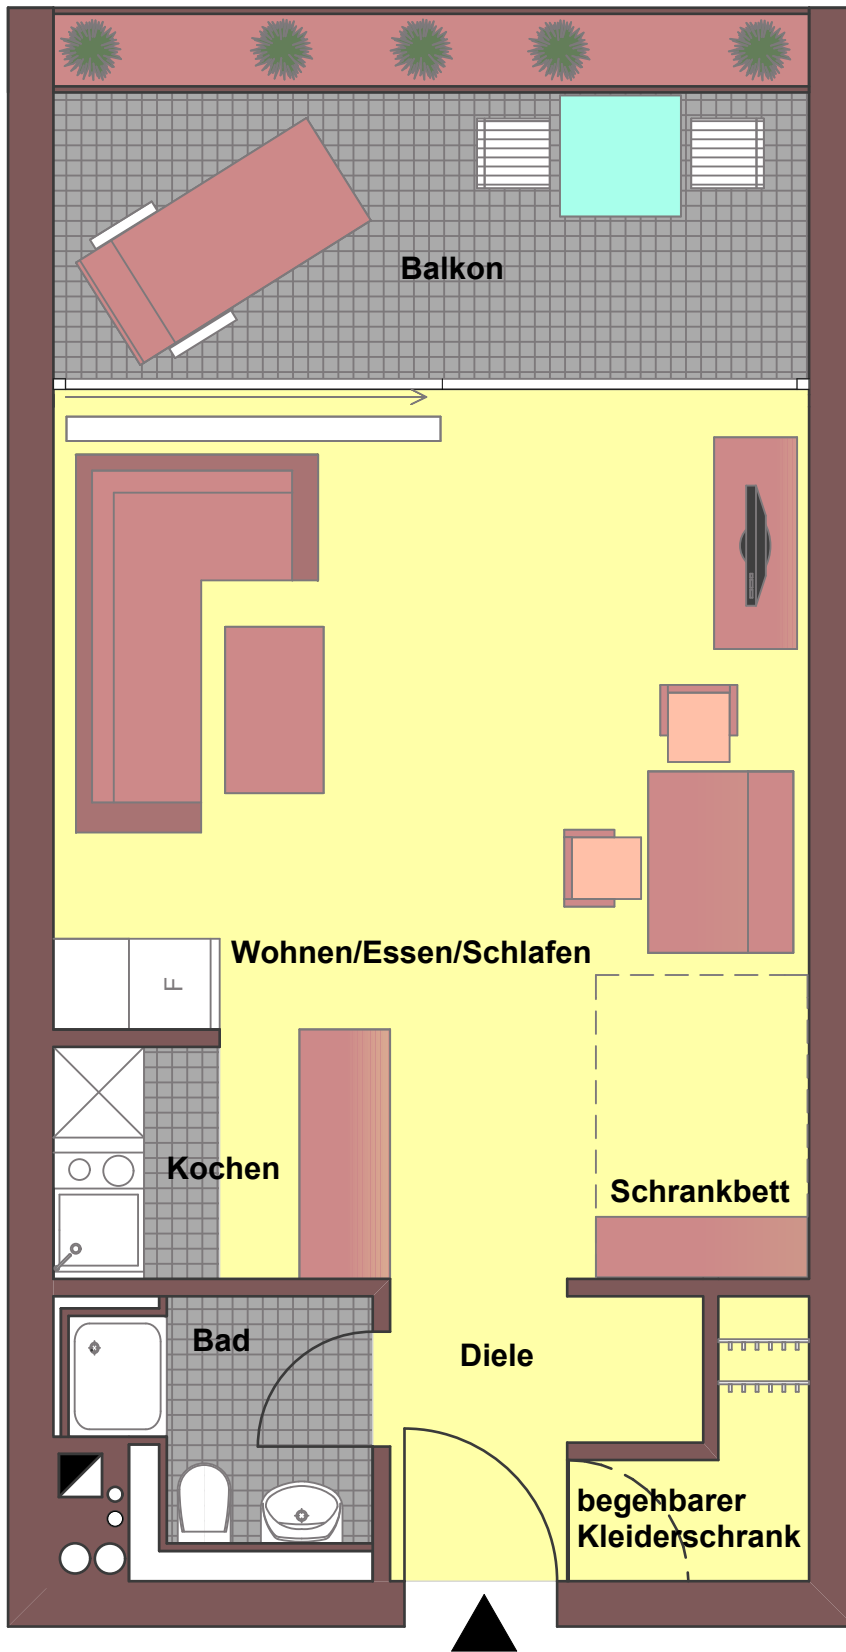 Balkon
Wohnen/Essen/Schlafen
F
Kochen
Schrankbett
Bad
Diele
begehbarer
Kleiderschrank